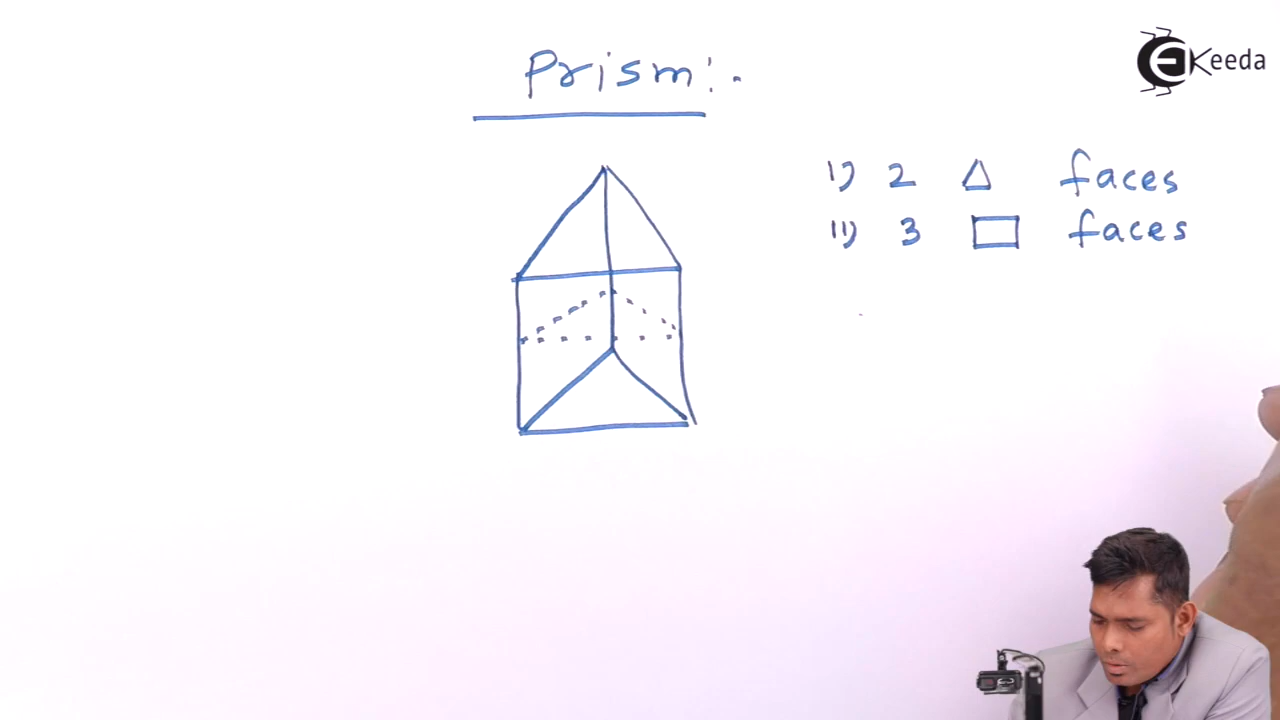 Prism:-
Ekeeda
i) 2 △ faces
ii) 3 ▭ faces